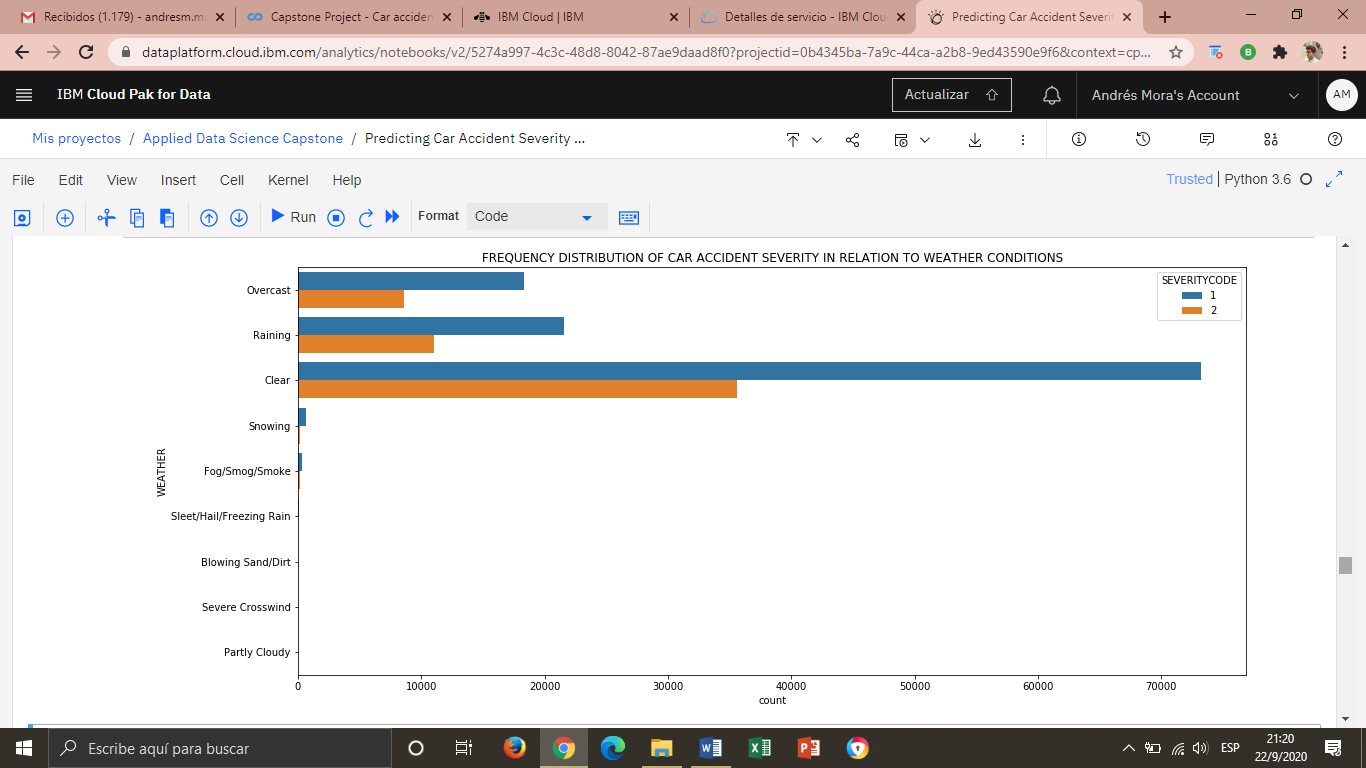 Recibidos (1.179) - andresm.m
Capstone Project - Car acciden
IBM Cloud | IBM
Detalles de servicio - IBM Clou
Predicting Car Accident Severit
dataplatform.cloud.ibm.com/analytics/notebooks/v2/5274a997-4c3c-48d8-8042-87ae9daad8f0?projectid=0b4345ba-7a9c-44ca-a2b8-9ed43590e9f6&context=cp...
B
IBM Cloud Pak for Data
Actualizar
Andrés Mora's Account
AM
Mis proyectos / Applied Data Science Capstone / Predicting Car Accident Severity ...
File Edit View Insert Cell Kernel Help
Trusted | Python 3.6
Run
Format
Code
FREQUENCY DISTRIBUTION OF CAR ACCIDENT SEVERITY IN RELATION TO WEATHER CONDITIONS
SEVERITYCODE
1
2
WEATHER
Overcast
Raining
Clear
Snowing
Fog/Smog/Smoke
Sleet/Hail/Freezing Rain
Blowing Sand/Dirt
Severe Crosswind
Partly Cloudy
0 10000 20000 30000 40000 50000 60000 70000
count
Escribe aquí para buscar
ESP
21:20
22/9/2020